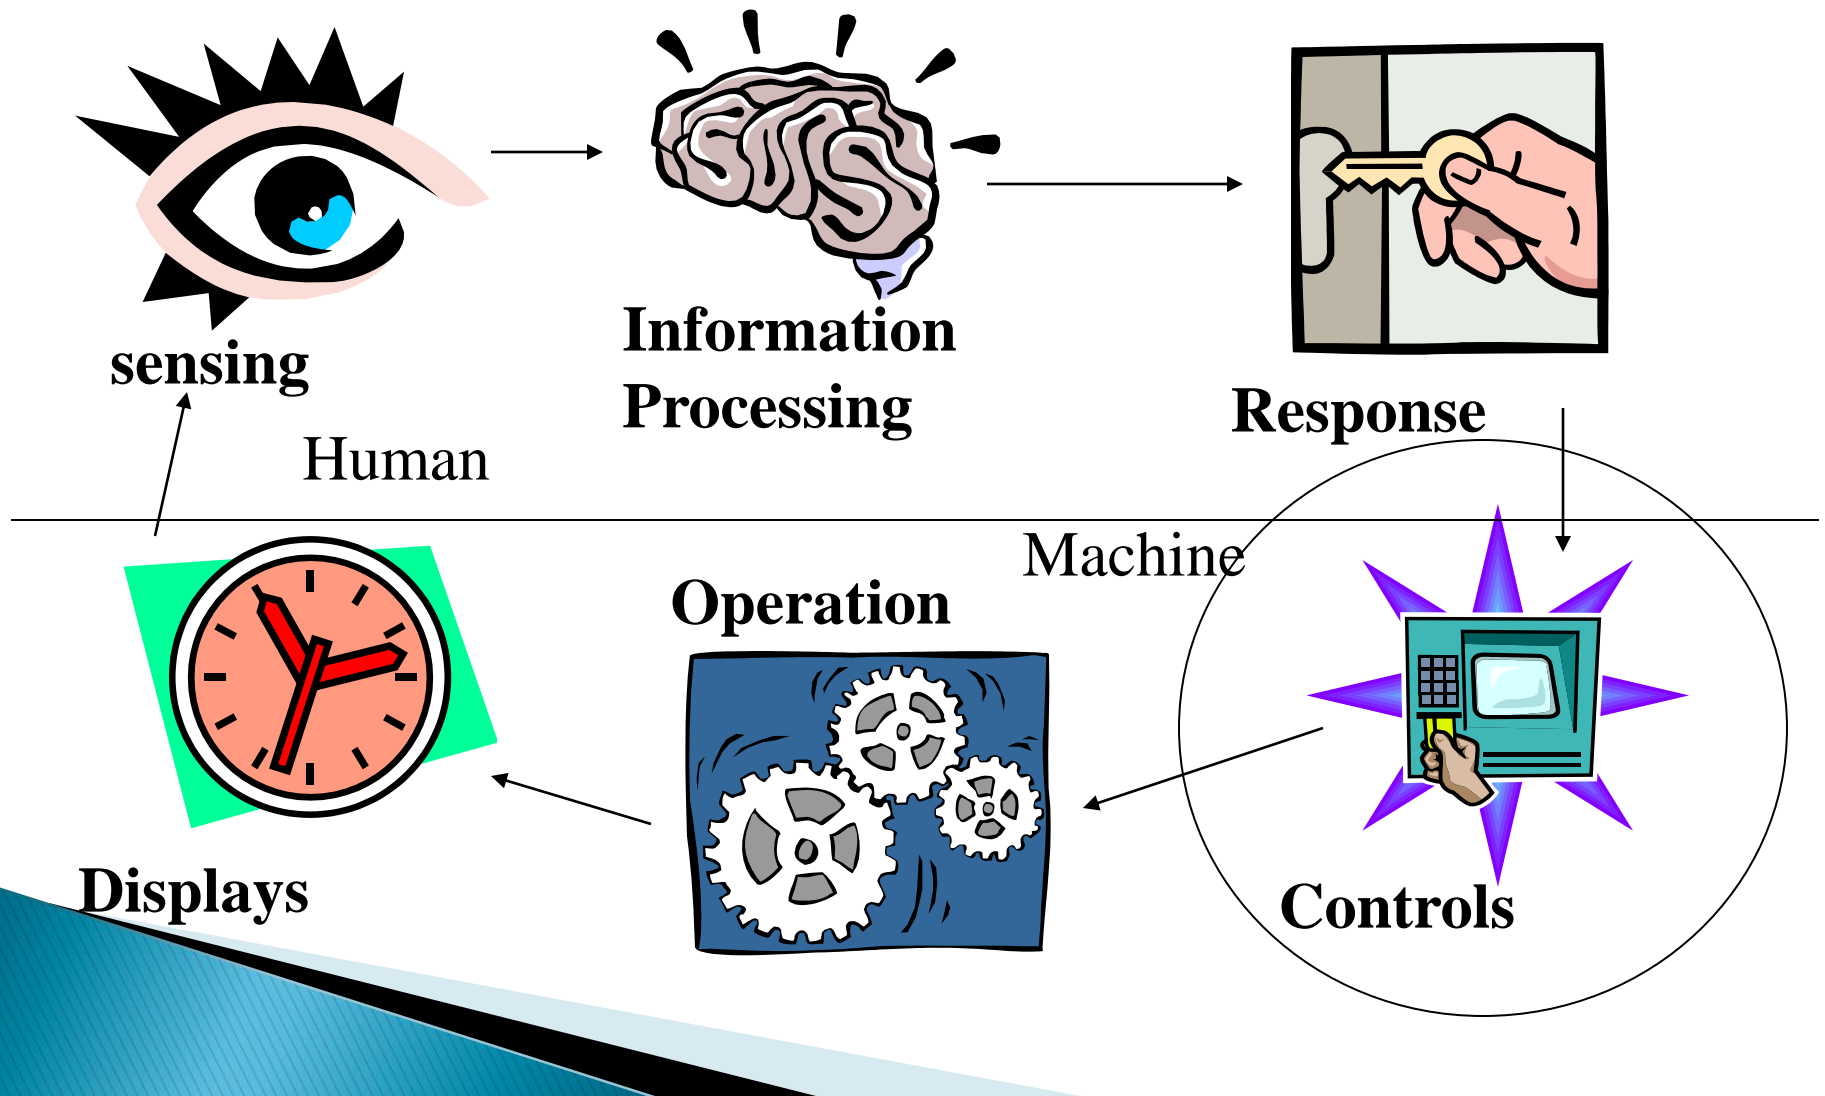 sensing
Information
Processing
Response
Human
Machine
Operation
Displays
Controls